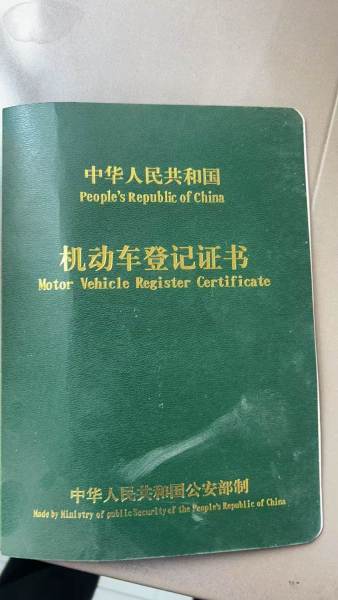 中华人民共和国
People's Republic of China
机动车登记证书
Motor Vehicle Register Certificate
中华人民共和国公安部制
Made by Ministry of public Security of the People's Republic of China